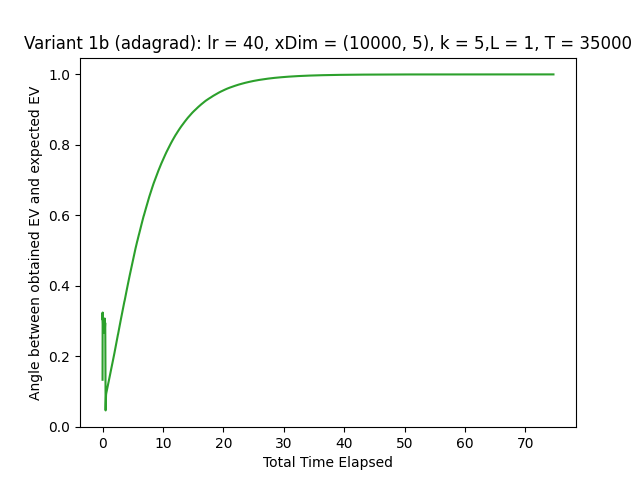 Variant 1b (adagrad): lr = 40, xDim = (10000, 5), k = 5,L = 1, T = 35000
Angle between obtained EV and expected EV
1.0
0.8
0.6
0.4
0.2
0.0
0 10 20 30 40 50 60 70
Total Time Elapsed